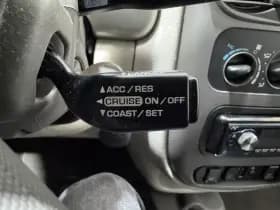 ▲ACC/RES
◄CRUISE ON/OFF
▼COAST/SET